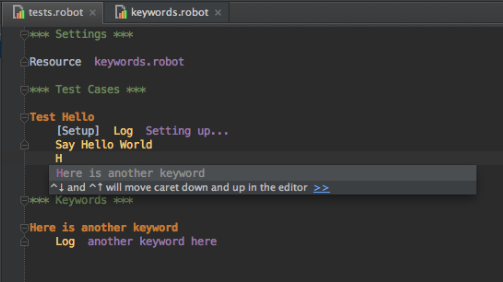 tests.robot × keywords.robot ×
*** Settings ***
Resource keywords.robot
*** Test Cases ***
Test Hello
[Setup] Log Setting up...
Say Hello World
H
Here is another keyword
^↓ and ^↑ will move caret down and up in the editor >>
*** Keywords ***
Here is another keyword
Log another keyword here